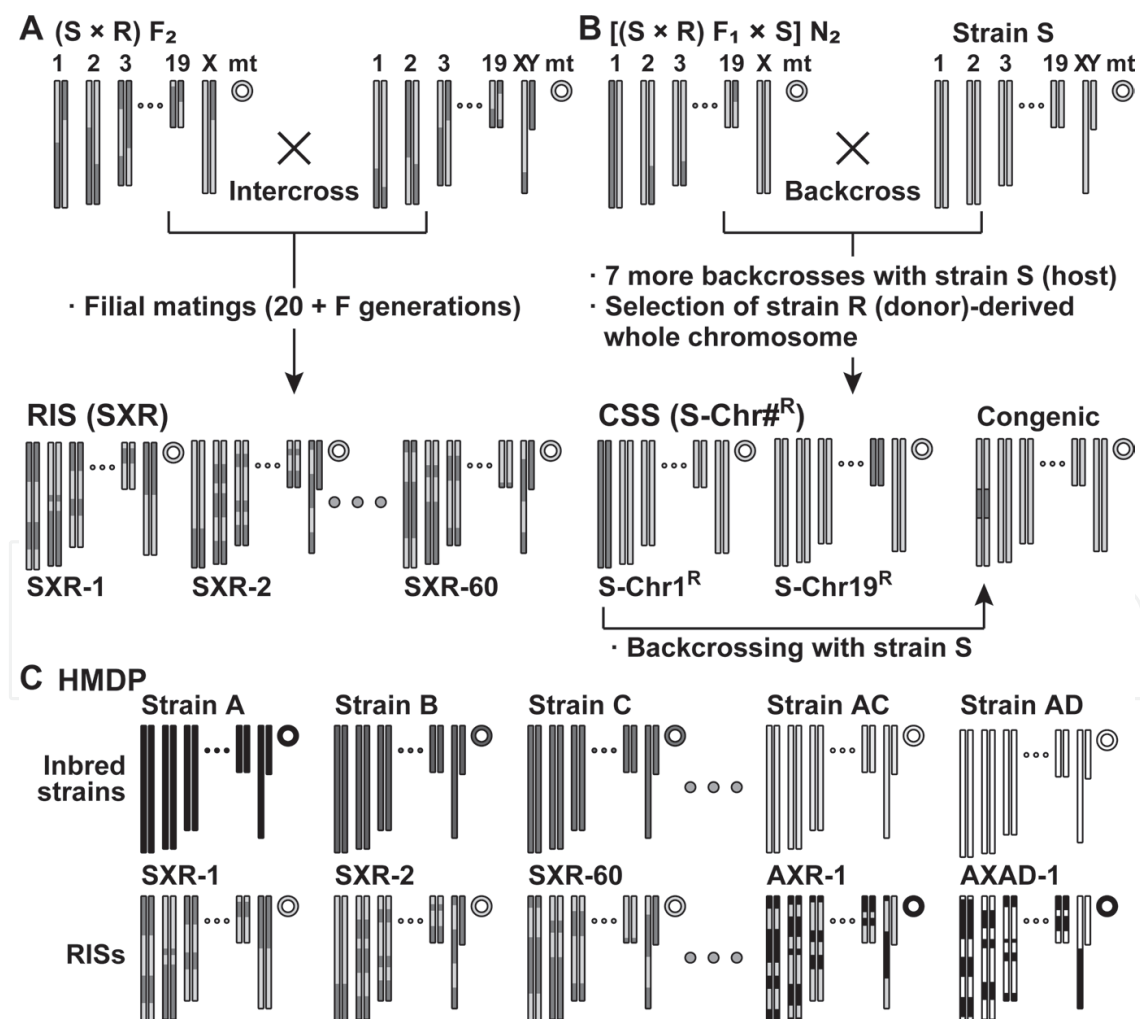 A (S × R) F₂
1 2 3 19 X mt
1 2 3 19 XY mt
Intercross
· Filial matings (20 + F generations)
RIS (SXR)
SXR-1
SXR-2
SXR-60
B [(S × R) F₁ × S] N₂
Strain S
1 2 3 19 X mt
1 2 3 19 XY mt
Backcross
· 7 more backcrosses with strain S (host)
· Selection of strain R (donor)-derived
whole chromosome
CSS (S-Chr#ᴿ)
Congenic
S-Chr1ᴿ
S-Chr19ᴿ
· Backcrossing with strain S
C HMDP
Strain A
Strain B
Strain C
Strain AC
Strain AD
Inbred
strains
SXR-1
SXR-2
SXR-60
AXR-1
AXAD-1
RISs